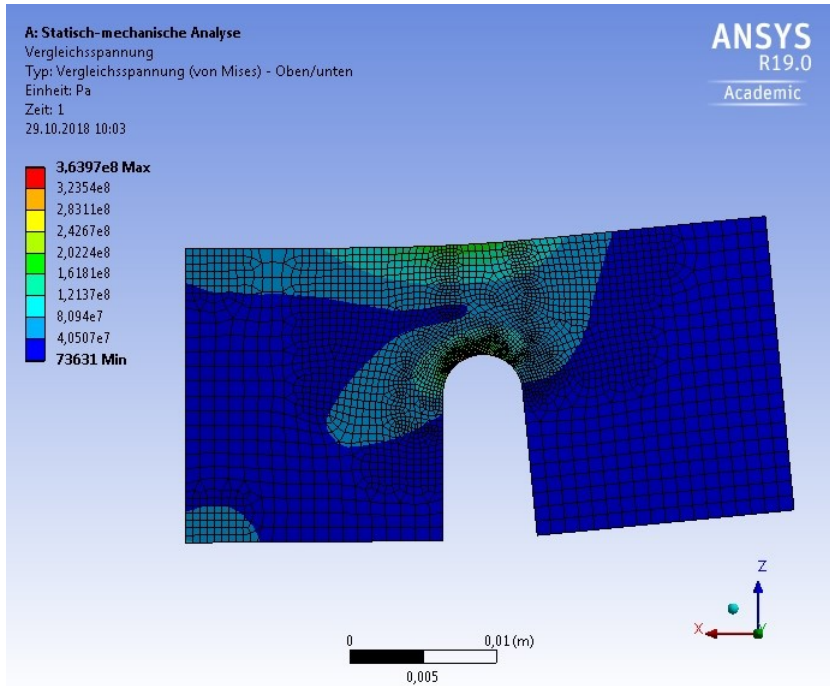 A: Statisch-mechanische Analyse
Vergleichsspannung
Typ: Vergleichsspannung (von Mises) - Oben/unten
Einheit: Pa
Zeit: 1
29.10.2018 10:03
ANSYS
R19.0
Academic
3,6397e8 Max
3,2354e8
2,8311e8
2,4267e8
2,0224e8
1,6181e8
1,2137e8
8,094e7
4,0507e7
73631 Min
0
0,01 (m)
0,005
Z
X
Y